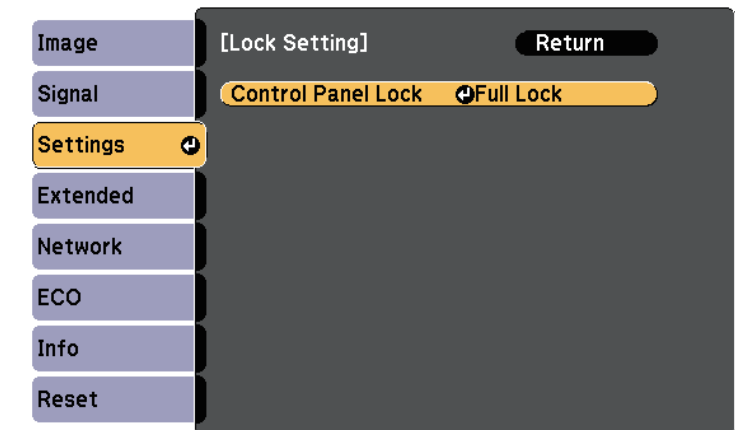 Image
Signal
Settings
Extended
Network
ECO
Info
Reset
[Lock Setting]
Return
Control Panel Lock Full Lock